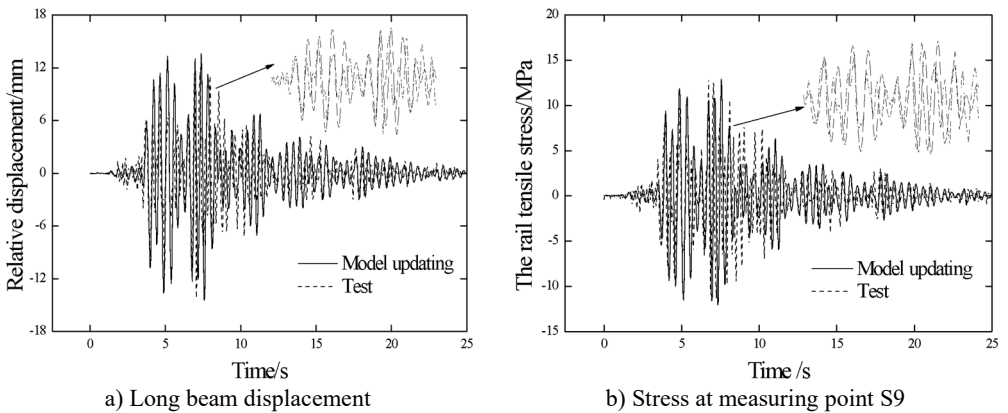 Relative displacement/mm
18
12
6
0
-6
-12
-18
Model updating
Test
0 5 10 15 20 25
Time/s
a) Long beam displacement
The rail tensile stress/MPa
20
15
10
5
0
-5
-10
-15
Model updating
Test
0 5 10 15 20 25
Time /s
b) Stress at measuring point S9